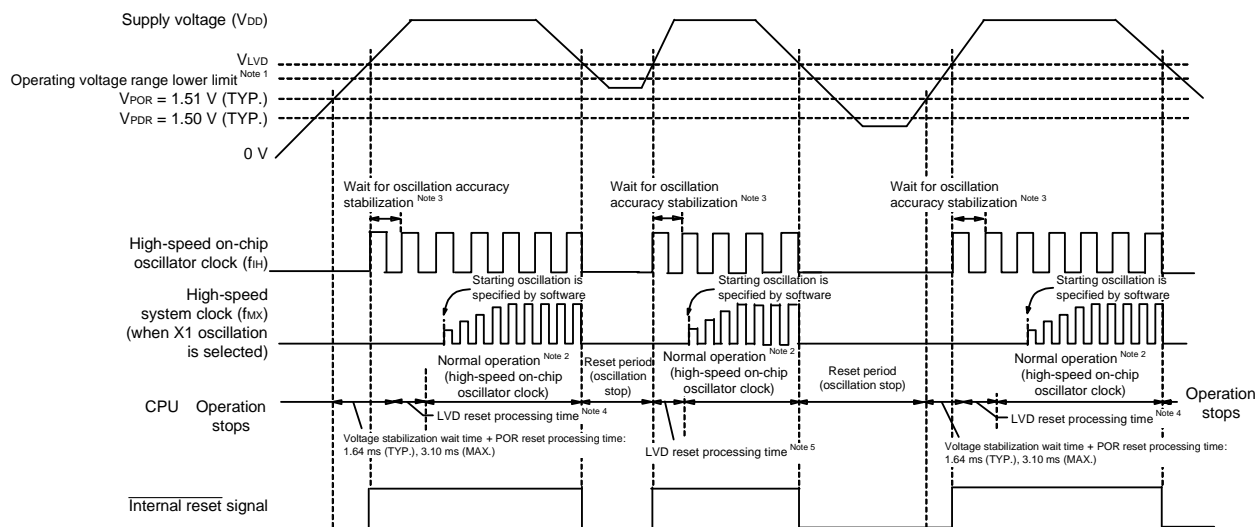 Supply voltage (VDD)
VLVD
Operating voltage range lower limit Note 1
VPOR = 1.51 V (TYP.)
VPDR = 1.50 V (TYP.)
0 V
Wait for oscillation accuracy
stabilization Note 3
Wait for oscillation
accuracy stabilization Note 3
Wait for oscillation
accuracy stabilization Note 3
High-speed on-chip
oscillator clock (fIH)
Starting oscillation is
specified by software
Starting oscillation is
specified by software
Starting oscillation is
specified by software
High-speed
system clock (fMX)
(when X1 oscillation
is selected)
Normal operation Note 2
(high-speed on-chip
oscillator clock)
Reset period
(oscillation
stop)
Normal operation Note 2
(high-speed on-chip
oscillator clock)
Reset period
(oscillation stop)
Normal operation Note 2
(high-speed on-chip
oscillator clock)
CPU
Operation
stops
Operation
stops
LVD reset processing time Note 4
Voltage stabilization wait time + POR reset processing time:
1.64 ms (TYP.), 3.10 ms (MAX.)
LVD reset processing time Note 5
LVD reset processing time Note 4
Voltage stabilization wait time + POR reset processing time:
1.64 ms (TYP.), 3.10 ms (MAX.)
Internal reset signal